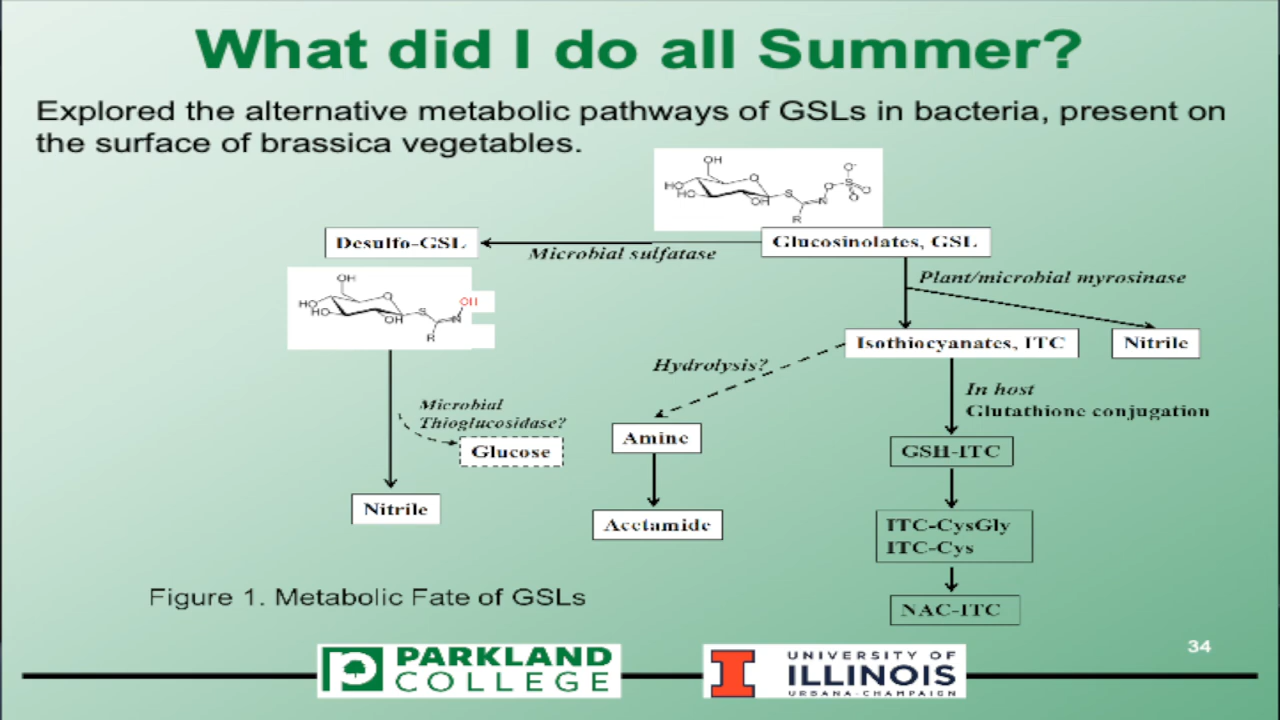 What did I do all Summer?
Explored the alternative metabolic pathways of GSLs in bacteria, present on
the surface of brassica vegetables.
OH
HO
HO
O
OH
S
R
N
O
S
O⁻
O
O
Desulfo-GSL
Microbial sulfatase
Glucosinolates, GSL
Plant/microbial myrosinase
OH
HO
HO
O
OH
S
R
N
OH
Isothiocyanates, ITC
Nitrile
Hydrolysis?
In host
Glutathione conjugation
Microbial
Thioglucosidase?
Glucose
Amine
GSH-ITC
Nitrile
Acetamide
ITC-CysGly
ITC-Cys
NAC-ITC
Figure 1. Metabolic Fate of GSLs
34
PARKLAND
COLLEGE
UNIVERSITY OF
ILLINOIS
URBANA-CHAMPAIGN